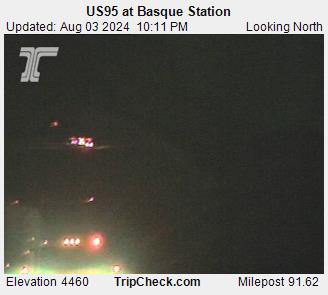 US95 at Basque Station
Updated: Aug 03 2024 10:11 PM Looking North
Elevation 4460 TripCheck.com Milepost 91.62